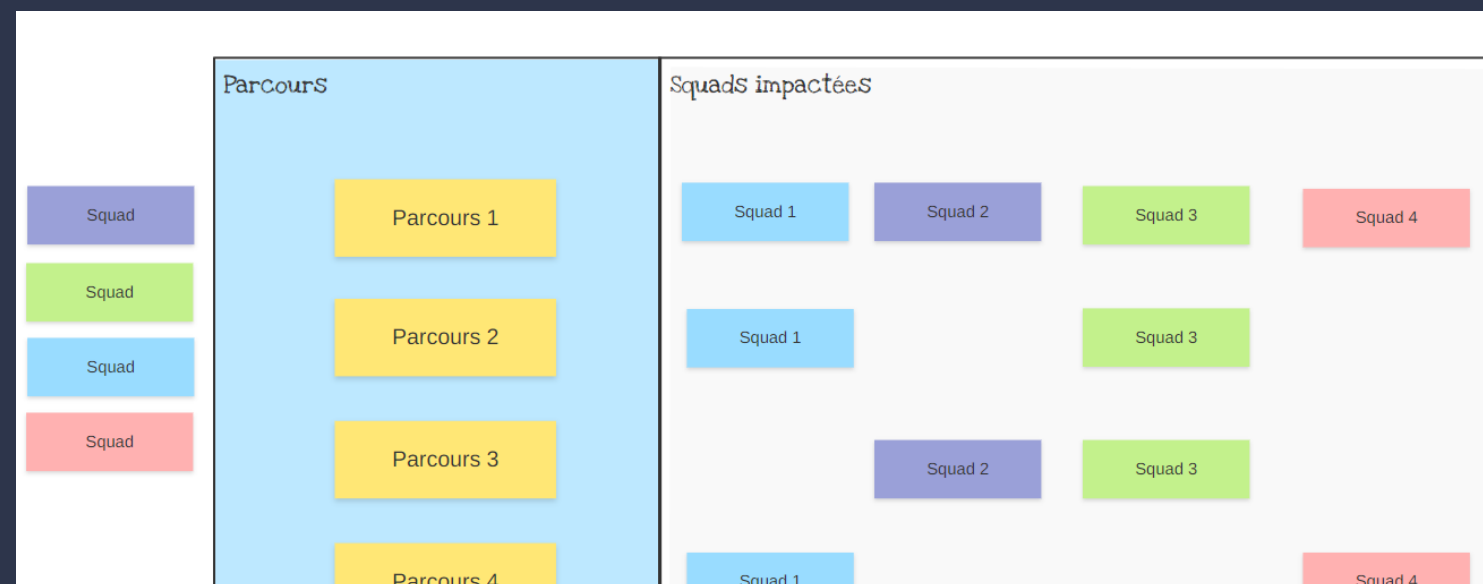 Parcours
Squads impactées
Squad
Squad
Squad
Squad
Parcours 1
Squad 1
Squad 2
Squad 3
Squad 4
Parcours 2
Squad 1
Squad 3
Parcours 3
Squad 2
Squad 3
Parcours 4
Squad 1
Squad 4